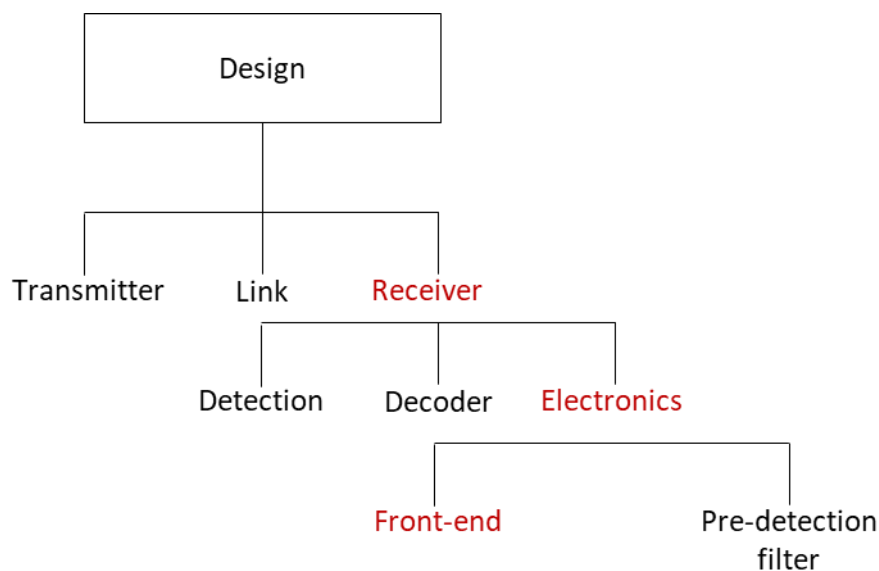 Design
Transmitter
Link
Receiver
Detection
Decoder
Electronics
Front-end
Pre-detection
filter